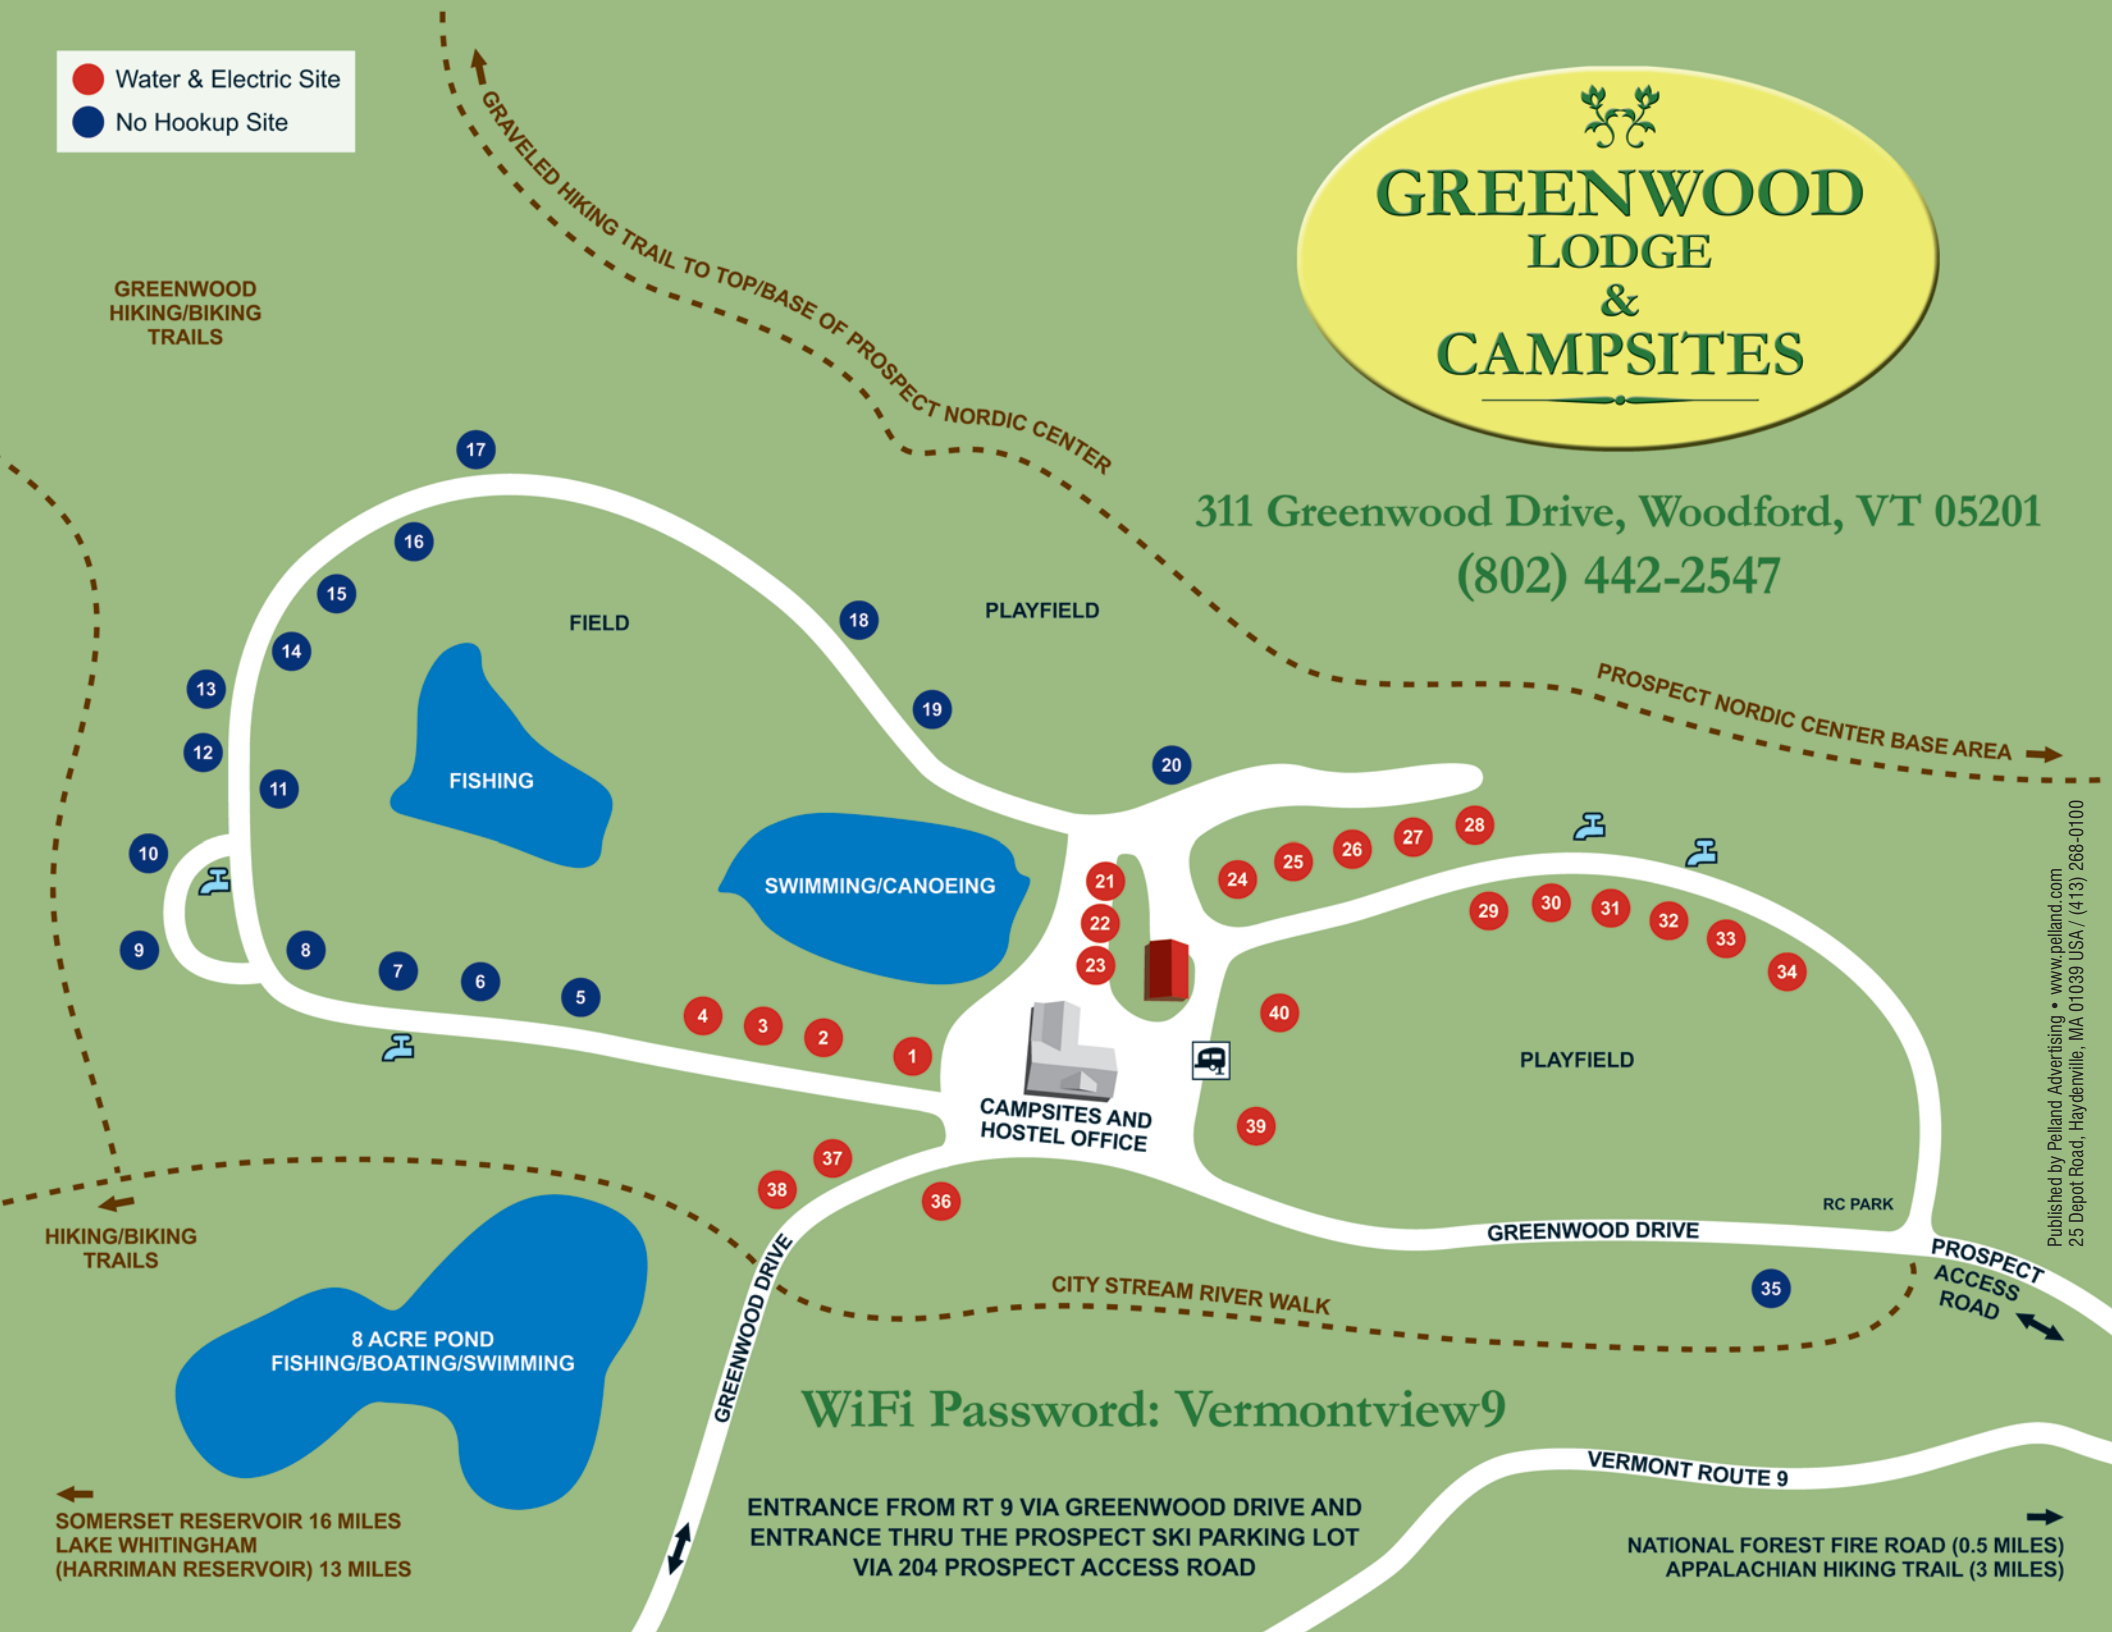 Water & Electric Site
No Hookup Site
GRAVELED HIKING TRAIL TO TOP/BASE OF PROSPECT NORDIC CENTER
GREENWOOD
LODGE
&
CAMPSITES
311 Greenwood Drive, Woodford, VT 05201
(802) 442-2547
GREENWOOD
HIKING/BIKING
TRAILS
17
16
15
14
13
12
11
10
9
8
7
6
5
4
3
2
1
FIELD
FISHING
SWIMMING/CANOEING
18
19
PLAYFIELD
20
PROSPECT NORDIC CENTER BASE AREA
21
22
23
24
25
26
27
28
29
30
31
32
33
34
40
39
PLAYFIELD
CAMPSITES AND
HOSTEL OFFICE
37
38
36
RC PARK
GREENWOOD DRIVE
PROSPECT
ACCESS
ROAD
35
CITY STREAM RIVER WALK
GREENWOOD DRIVE
HIKING/BIKING
TRAILS
8 ACRE POND
FISHING/BOATING/SWIMMING
WiFi Password: Vermontview9
VERMONT ROUTE 9
SOMERSET RESERVOIR 16 MILES
LAKE WHITINGHAM
(HARRIMAN RESERVOIR) 13 MILES
ENTRANCE FROM RT 9 VIA GREENWOOD DRIVE AND
ENTRANCE THRU THE PROSPECT SKI PARKING LOT
VIA 204 PROSPECT ACCESS ROAD
NATIONAL FOREST FIRE ROAD (0.5 MILES)
APPALACHIAN HIKING TRAIL (3 MILES)
Published by Pelland Advertising • www.pelland.com
25 Depot Road, Haydenville, MA 01039 USA / (413) 268-0100